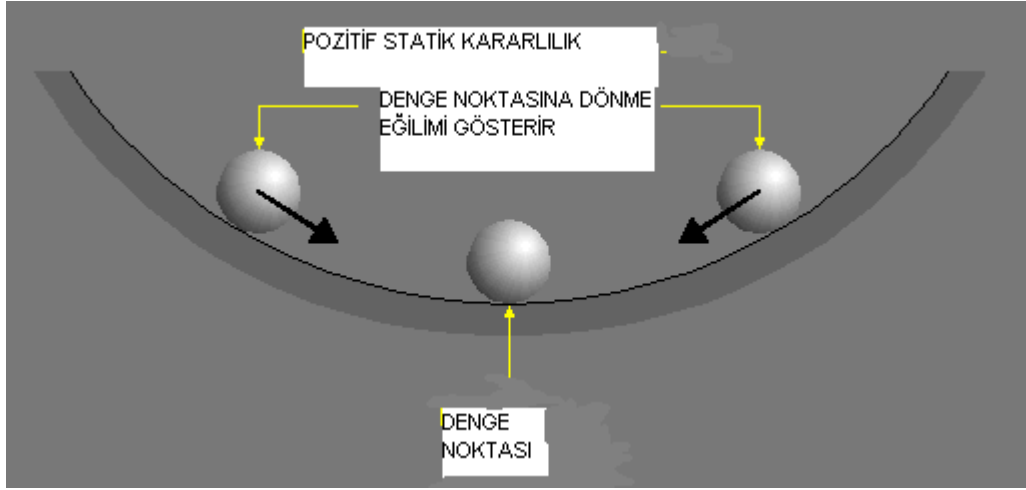 POZİTİF STATİK KARARLILIK
DENGE NOKTASINA DÖNME
EĞİLİMİ GÖSTERİR
DENGE
NOKTASI